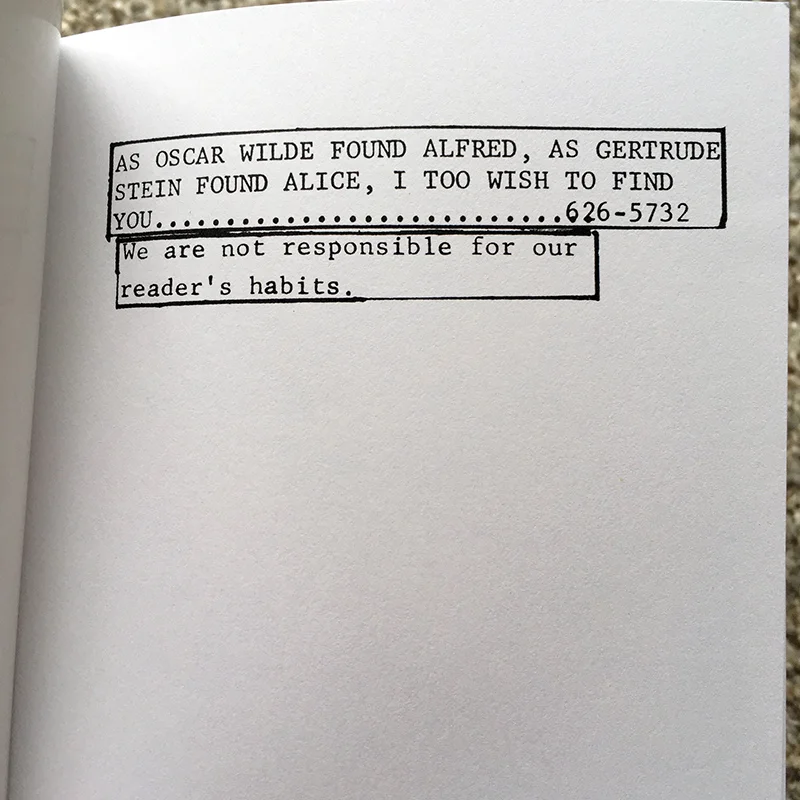 AS OSCAR WILDE FOUND ALFRED, AS GERTRUDE
STEIN FOUND ALICE, I TOO WISH TO FIND
YOU.............................626-5732
We are not responsible for our
reader's habits.